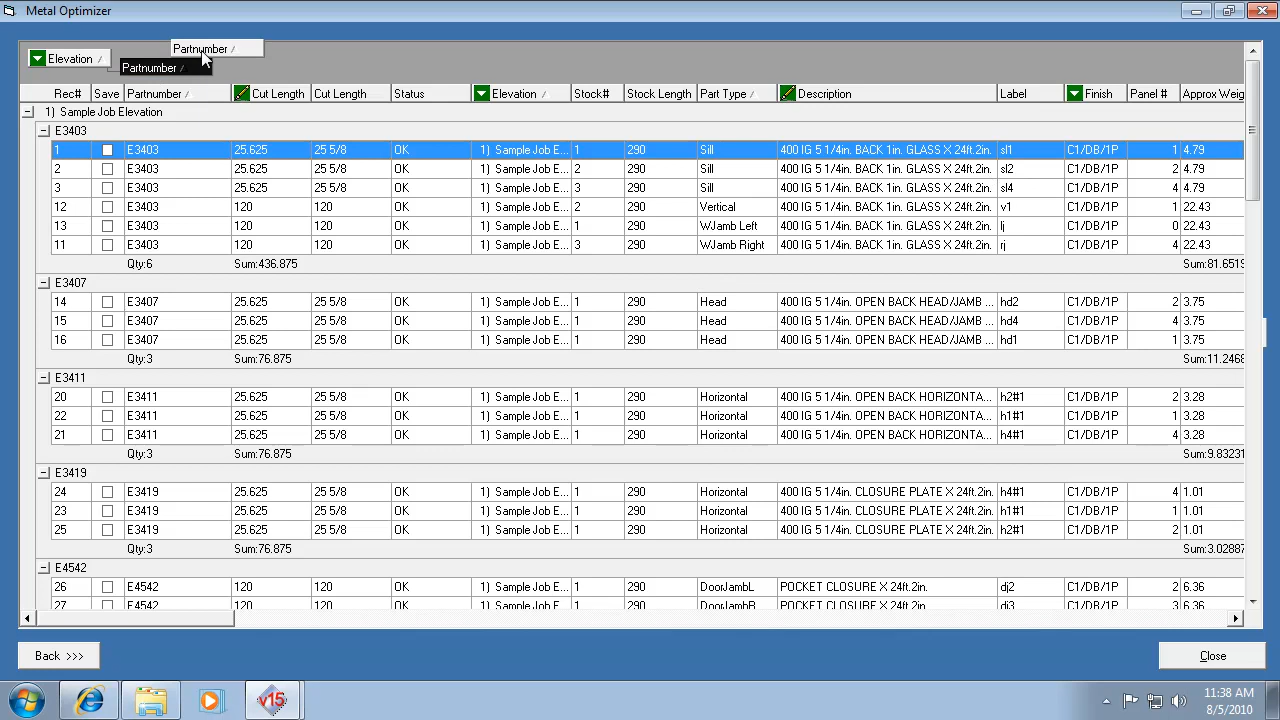 Metal Optimizer
Partnumber
Elevation
Partnumber
Rec# Save Partnumber Cut Length Cut Length Status Elevation Stock# Stock Length Part Type Description Label Finish Panel # Approx Weig
1) Sample Job Elevation
E3403
1 E3403 25.625 25 5/8 OK 1) Sample Job E... 1 290 Sill 400 IG 5 1/4in. BACK 1in. GLASS X 24ft.2in. sl1 C1/DB/1P 1 4.79
2 E3403 25.625 25 5/8 OK 1) Sample Job E... 2 290 Sill 400 IG 5 1/4in. BACK 1in. GLASS X 24ft.2in. sl2 C1/DB/1P 2 4.79
3 E3403 25.625 25 5/8 OK 1) Sample Job E... 3 290 Sill 400 IG 5 1/4in. BACK 1in. GLASS X 24ft.2in. sl4 C1/DB/1P 4 4.79
12 E3403 120 120 OK 1) Sample Job E... 2 290 Vertical 400 IG 5 1/4in. BACK 1in. GLASS X 24ft.2in. v1 C1/DB/1P 1 22.43
13 E3403 120 120 OK 1) Sample Job E... 1 290 WJamb Left 400 IG 5 1/4in. BACK 1in. GLASS X 24ft.2in. lj C1/DB/1P 0 22.43
11 E3403 120 120 OK 1) Sample Job E... 3 290 WJamb Right 400 IG 5 1/4in. BACK 1in. GLASS X 24ft.2in. rj C1/DB/1P 4 22.43
Qty:6 Sum:436.875 Sum:81.6519
E3407
14 E3407 25.625 25 5/8 OK 1) Sample Job E... 1 290 Head 400 IG 5 1/4in. OPEN BACK HEAD/JAMB ... hd2 C1/DB/1P 2 3.75
15 E3407 25.625 25 5/8 OK 1) Sample Job E... 1 290 Head 400 IG 5 1/4in. OPEN BACK HEAD/JAMB ... hd4 C1/DB/1P 4 3.75
16 E3407 25.625 25 5/8 OK 1) Sample Job E... 1 290 Head 400 IG 5 1/4in. OPEN BACK HEAD/JAMB ... hd1 C1/DB/1P 1 3.75
Qty:3 Sum:76.875 Sum:11.2468
E3411
20 E3411 25.625 25 5/8 OK 1) Sample Job E... 1 290 Horizontal 400 IG 5 1/4in. OPEN BACK HORIZONTA... h2#1 C1/DB/1P 2 3.28
22 E3411 25.625 25 5/8 OK 1) Sample Job E... 1 290 Horizontal 400 IG 5 1/4in. OPEN BACK HORIZONTA... h1#1 C1/DB/1P 1 3.28
21 E3411 25.625 25 5/8 OK 1) Sample Job E... 1 290 Horizontal 400 IG 5 1/4in. OPEN BACK HORIZONTA... h4#1 C1/DB/1P 4 3.28
Qty:3 Sum:76.875 Sum:9.83231
E3419
24 E3419 25.625 25 5/8 OK 1) Sample Job E... 1 290 Horizontal 400 IG 5 1/4in. CLOSURE PLATE X 24ft.2in. h4#1 C1/DB/1P 4 1.01
23 E3419 25.625 25 5/8 OK 1) Sample Job E... 1 290 Horizontal 400 IG 5 1/4in. CLOSURE PLATE X 24ft.2in. h1#1 C1/DB/1P 1 1.01
25 E3419 25.625 25 5/8 OK 1) Sample Job E... 1 290 Horizontal 400 IG 5 1/4in. CLOSURE PLATE X 24ft.2in. h2#1 C1/DB/1P 2 1.01
Qty:3 Sum:76.875 Sum:3.02887
E4542
26 E4542 120 120 OK 1) Sample Job E... 1 290 DoorJambL POCKET CLOSURE X 24ft.2in. dj2 C1/DB/1P 2 6.36
27 E4542 120 120 OK 1) Sample Job E... 1 290 DoorJambR POCKET CLOSURE X 24ft.2in. dj3 C1/DB/1P 3 6.36
Back >>>
Close
v15
11:38 AM
8/5/2010